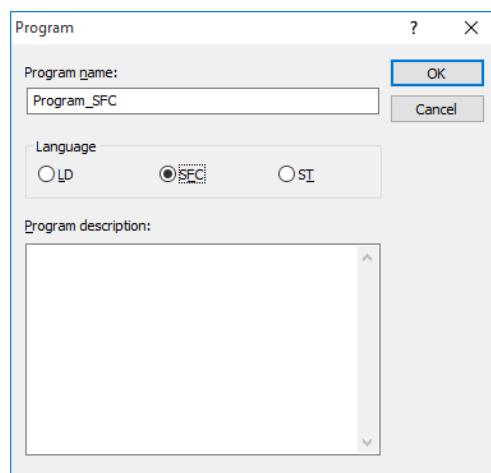 Program ?
Program name: OK
Program_SFC Cancel
Language
LD SFC ST
Program description: